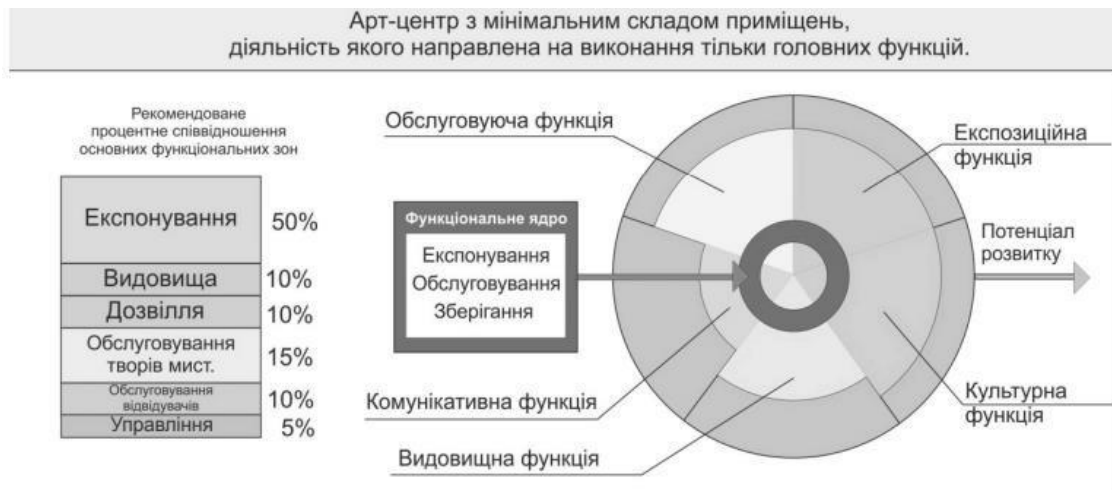 Арт-центр з мінімальним складом приміщень,
діяльність якого направлена на виконання тільки головних функцій.
Рекомендоване
процентне співвідношення
основних функціональних зон
Експонування 50%
Видовища 10%
Дозвілля 10%
Обслуговування
творів мист. 15%
Обслуговування
відвідувачів 10%
Управління 5%
Функціональне ядро
Експонування
Обслуговування
Зберігання
Обслуговуюча функція
Експозиційна
функція
Потенціал
розвитку
Культурна
функція
Комунікативна функція
Видовищна функція